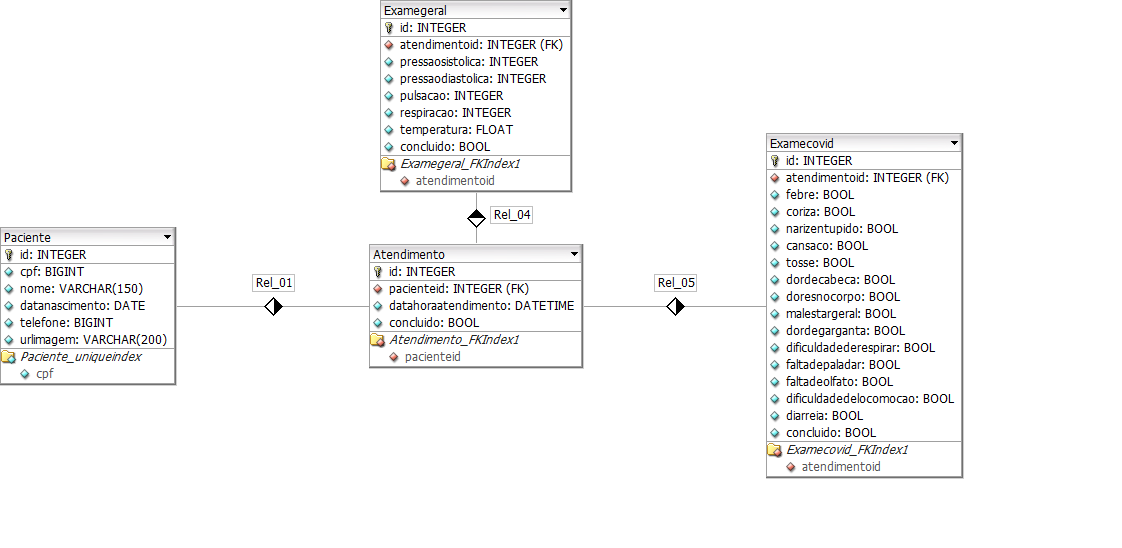 Examegeral
id: INTEGER
atendimentoid: INTEGER (FK)
pressaosistolica: INTEGER
pressaodiastolica: INTEGER
pulsacao: INTEGER
respiracao: INTEGER
temperatura: FLOAT
concluido: BOOL
Examegeral_FKIndex1
atendimentoid
Rel_04
Paciente
id: INTEGER
cpf: BIGINT
nome: VARCHAR(150)
datanascimento: DATE
telefone: BIGINT
urlimagem: VARCHAR(200)
Paciente_uniqueindex
cpf
Rel_01
Atendimento
id: INTEGER
pacienteid: INTEGER (FK)
datahoraatendimento: DATETIME
concluido: BOOL
Atendimento_FKIndex1
pacienteid
Rel_05
Examecovid
id: INTEGER
atendimentoid: INTEGER (FK)
febre: BOOL
coriza: BOOL
narizentupido: BOOL
cansaco: BOOL
tosse: BOOL
dordecabeca: BOOL
doresnocorpo: BOOL
malestargeral: BOOL
dordegarganta: BOOL
dificuldadederespirar: BOOL
faltadepaladar: BOOL
faltadeolfato: BOOL
dificuldadedelocomocao: BOOL
diarreia: BOOL
concluido: BOOL
Examecovid_FKIndex1
atendimentoid